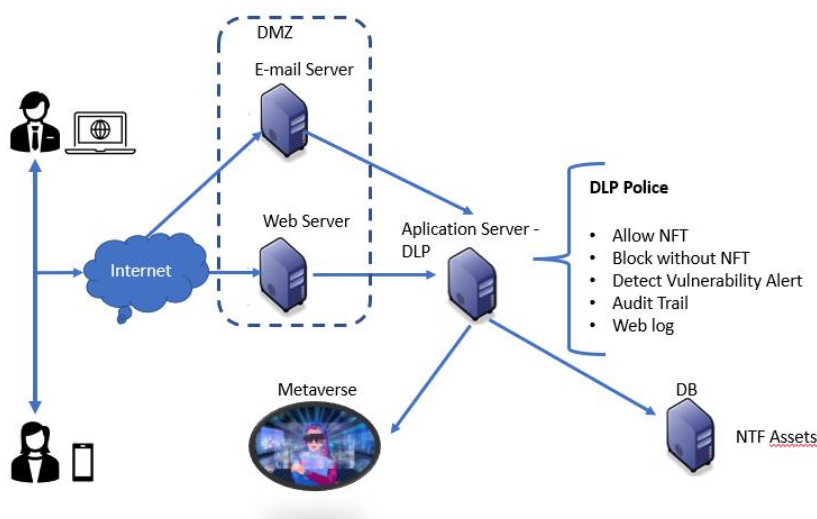 DMZ
E-mail Server
Web Server
Internet
Aplication Server -
DLP
DLP Police
• Allow NFT
• Block without NFT
• Detect Vulnerability Alert
• Audit Trail
• Web log
Metaverse
DB
NTF Assets